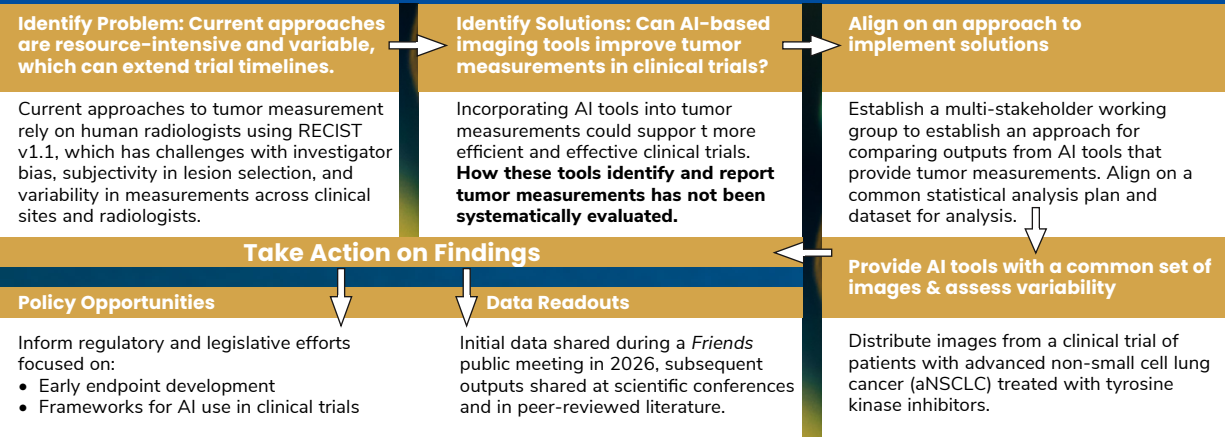 Identify Problem: Current approaches
are resource-intensive and variable,
which can extend trial timelines.
Current approaches to tumor measurement
rely on human radiologists using RECIST
v1.1, which has challenges with investigator
bias, subjectivity in lesion selection, and
variability in measurements across clinical
sites and radiologists.
Identify Solutions: Can AI-based
imaging tools improve tumor
measurements in clinical trials?
Incorporating AI tools into tumor
measurements could suppor t more
efficient and effective clinical trials.
How these tools identify and report
tumor measurements has not been
systematically evaluated.
Align on an approach to
implement solutions
Establish a multi-stakeholder working
group to establish an approach for
comparing outputs from AI tools that
provide tumor measurements. Align on a
common statistical analysis plan and
dataset for analysis.
Provide AI tools with a common set of
images & assess variability
Distribute images from a clinical trial of
patients with advanced non-small cell lung
cancer (aNSCLC) treated with tyrosine
kinase inhibitors.
Take Action on Findings
Policy Opportunities
Inform regulatory and legislative efforts
focused on:
• Early endpoint development
• Frameworks for AI use in clinical trials
Data Readouts
Initial data shared during a Friends
public meeting in 2026, subsequent
outputs shared at scientific conferences
and in peer-reviewed literature.